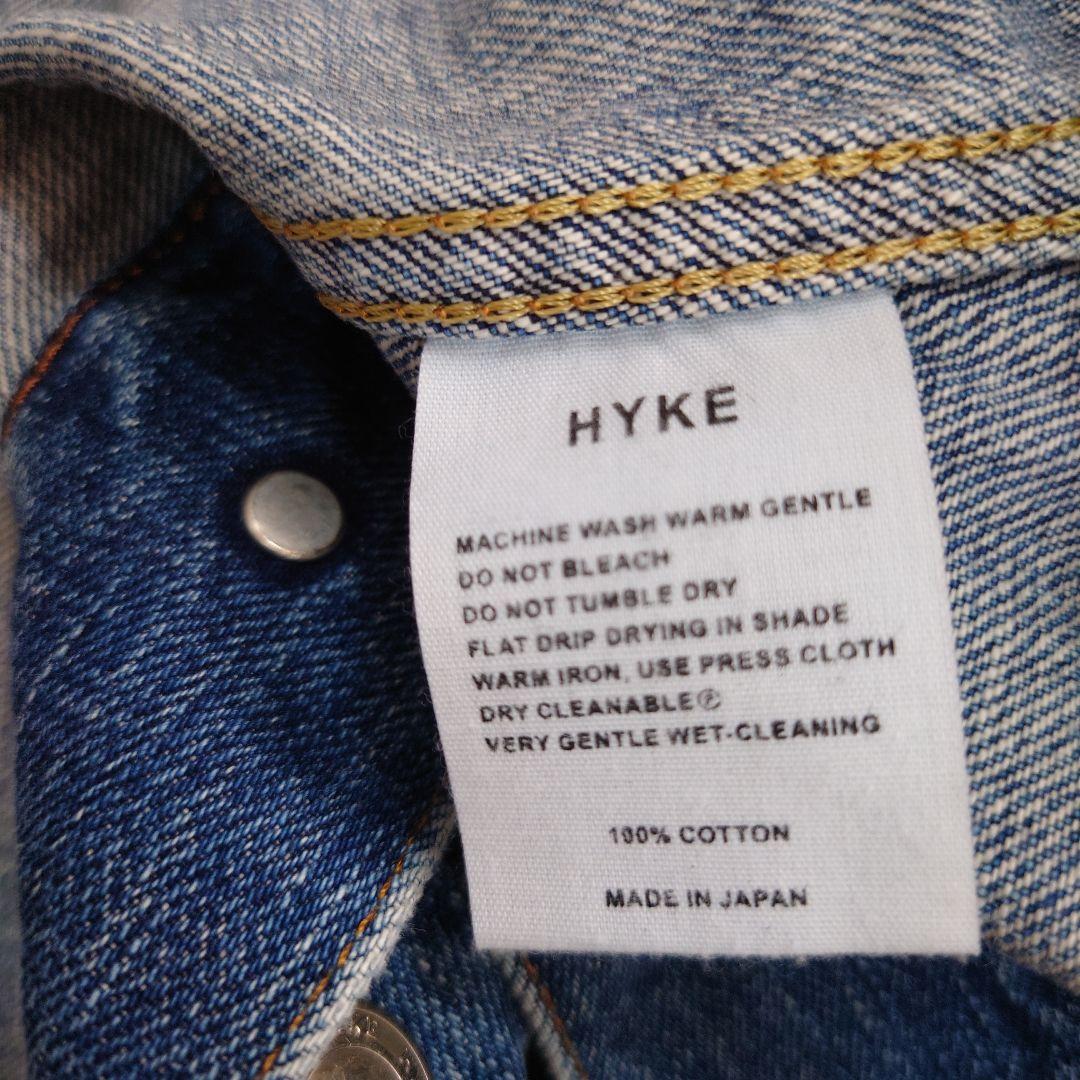 HYKE
MACHINE WASH WARM GENTLE
DO NOT BLEACH
DO NOT TUMBLE DRY
FLAT DRIP DRYING IN SHADE
WARM IRON, USE PRESS CLOTH
DRY CLEANABLEⓅ
VERY GENTLE WET-CLEANING
100% COTTON
MADE IN JAPAN